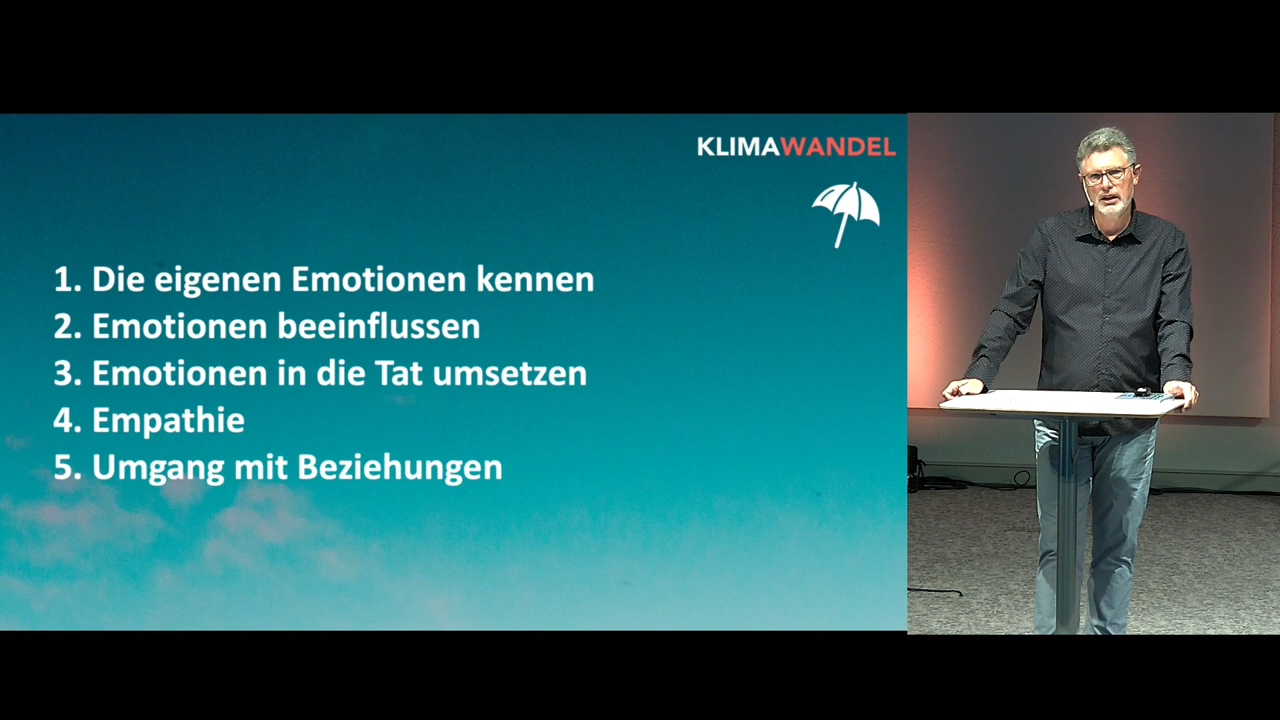 KLIMAWANDEL
1. Die eigenen Emotionen kennen
2. Emotionen beeinflussen
3. Emotionen in die Tat umsetzen
4. Empathie
5. Umgang mit Beziehungen